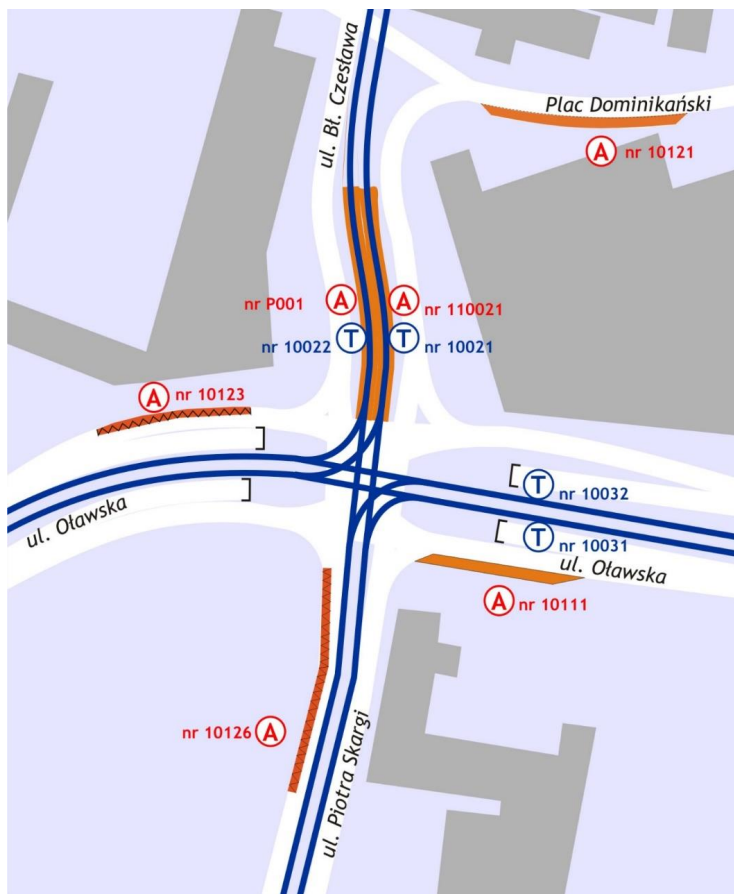 Plac Dominikański
ul. Bł. Czesława
A nr 10121
nr P001 A
A nr 110021
nr 10022 T
T nr 10021
A nr 10123
T nr 10032
ul. Oławska
T nr 10031
ul. Oławska
A nr 10111
nr 10126 A
ul. Piotra Skargi